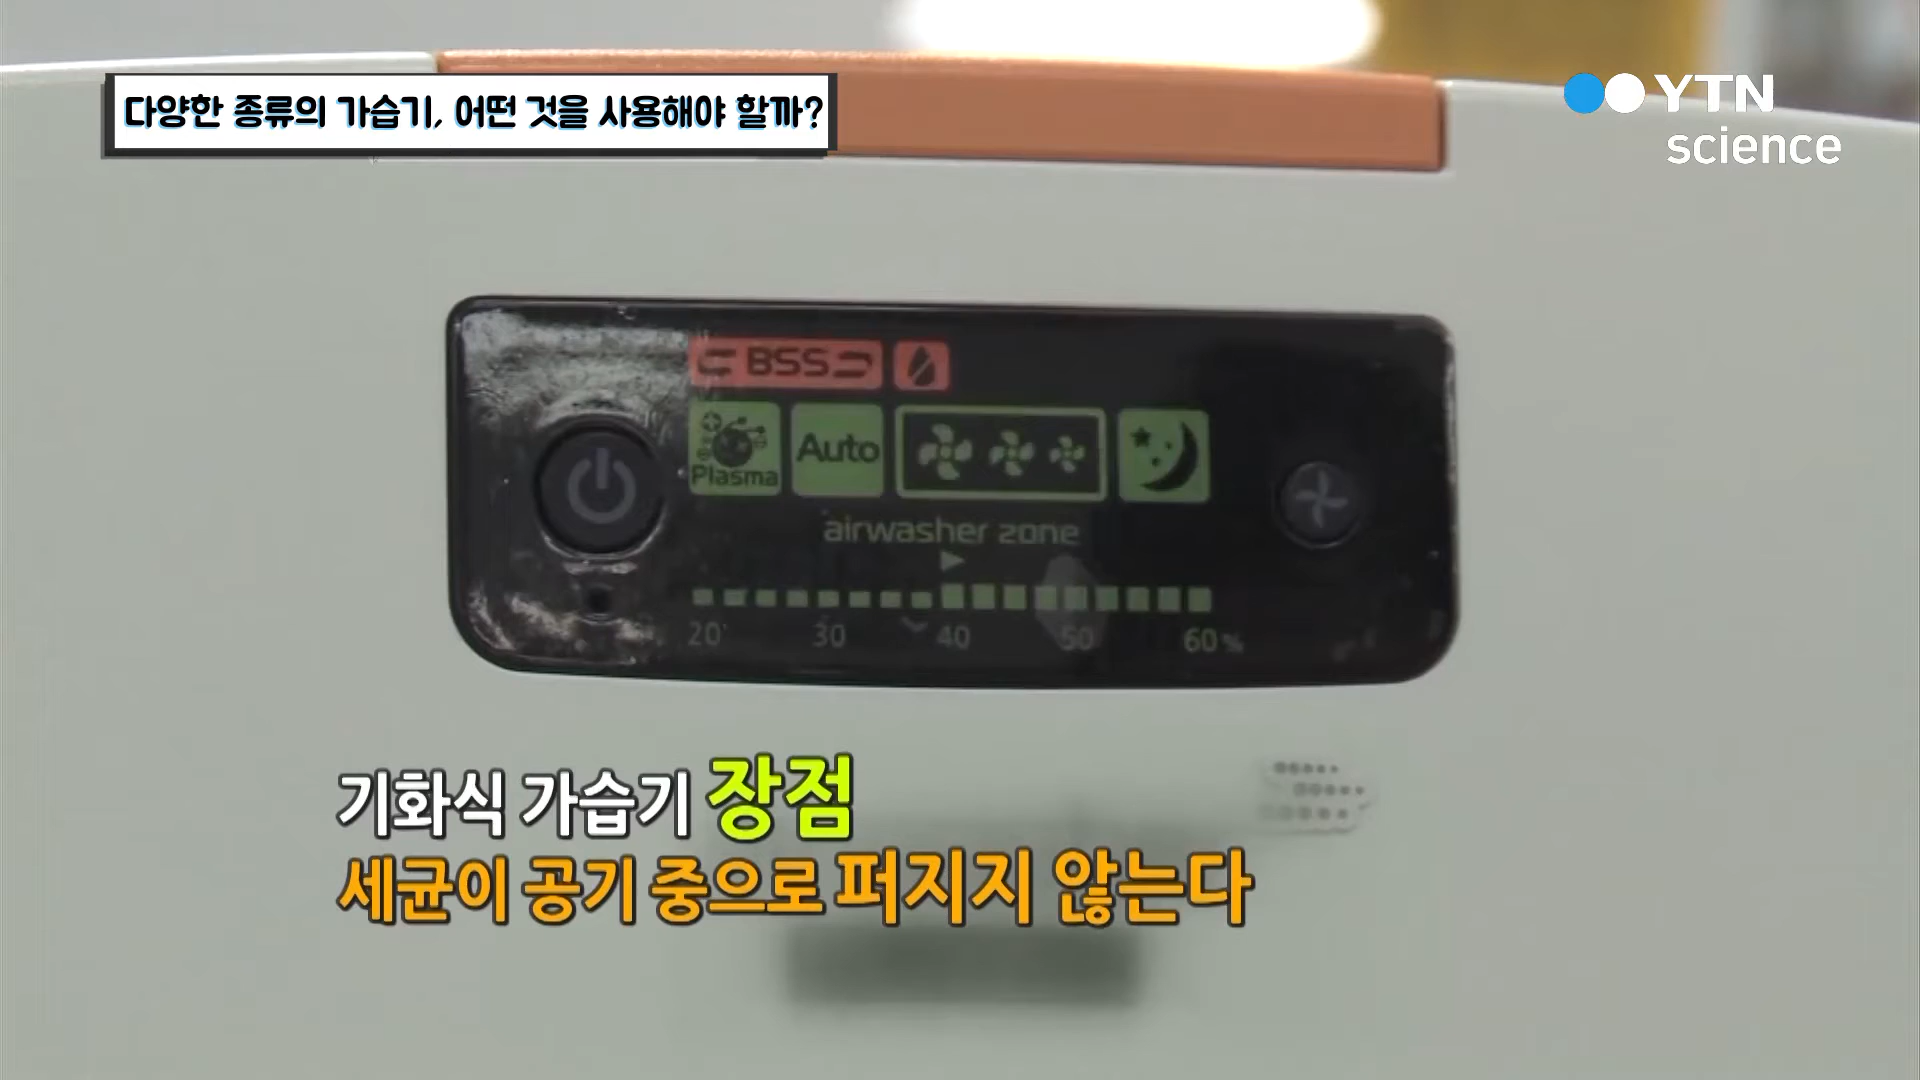 다양한 종류의 가습기, 어떤 것을 사용해야 할까?
YTN
science
BSS
Plasma
Auto
airwasher zone
20 30 40 50 60 %
기화식 가습기 장점
세균이 공기 중으로 퍼지지 않는다